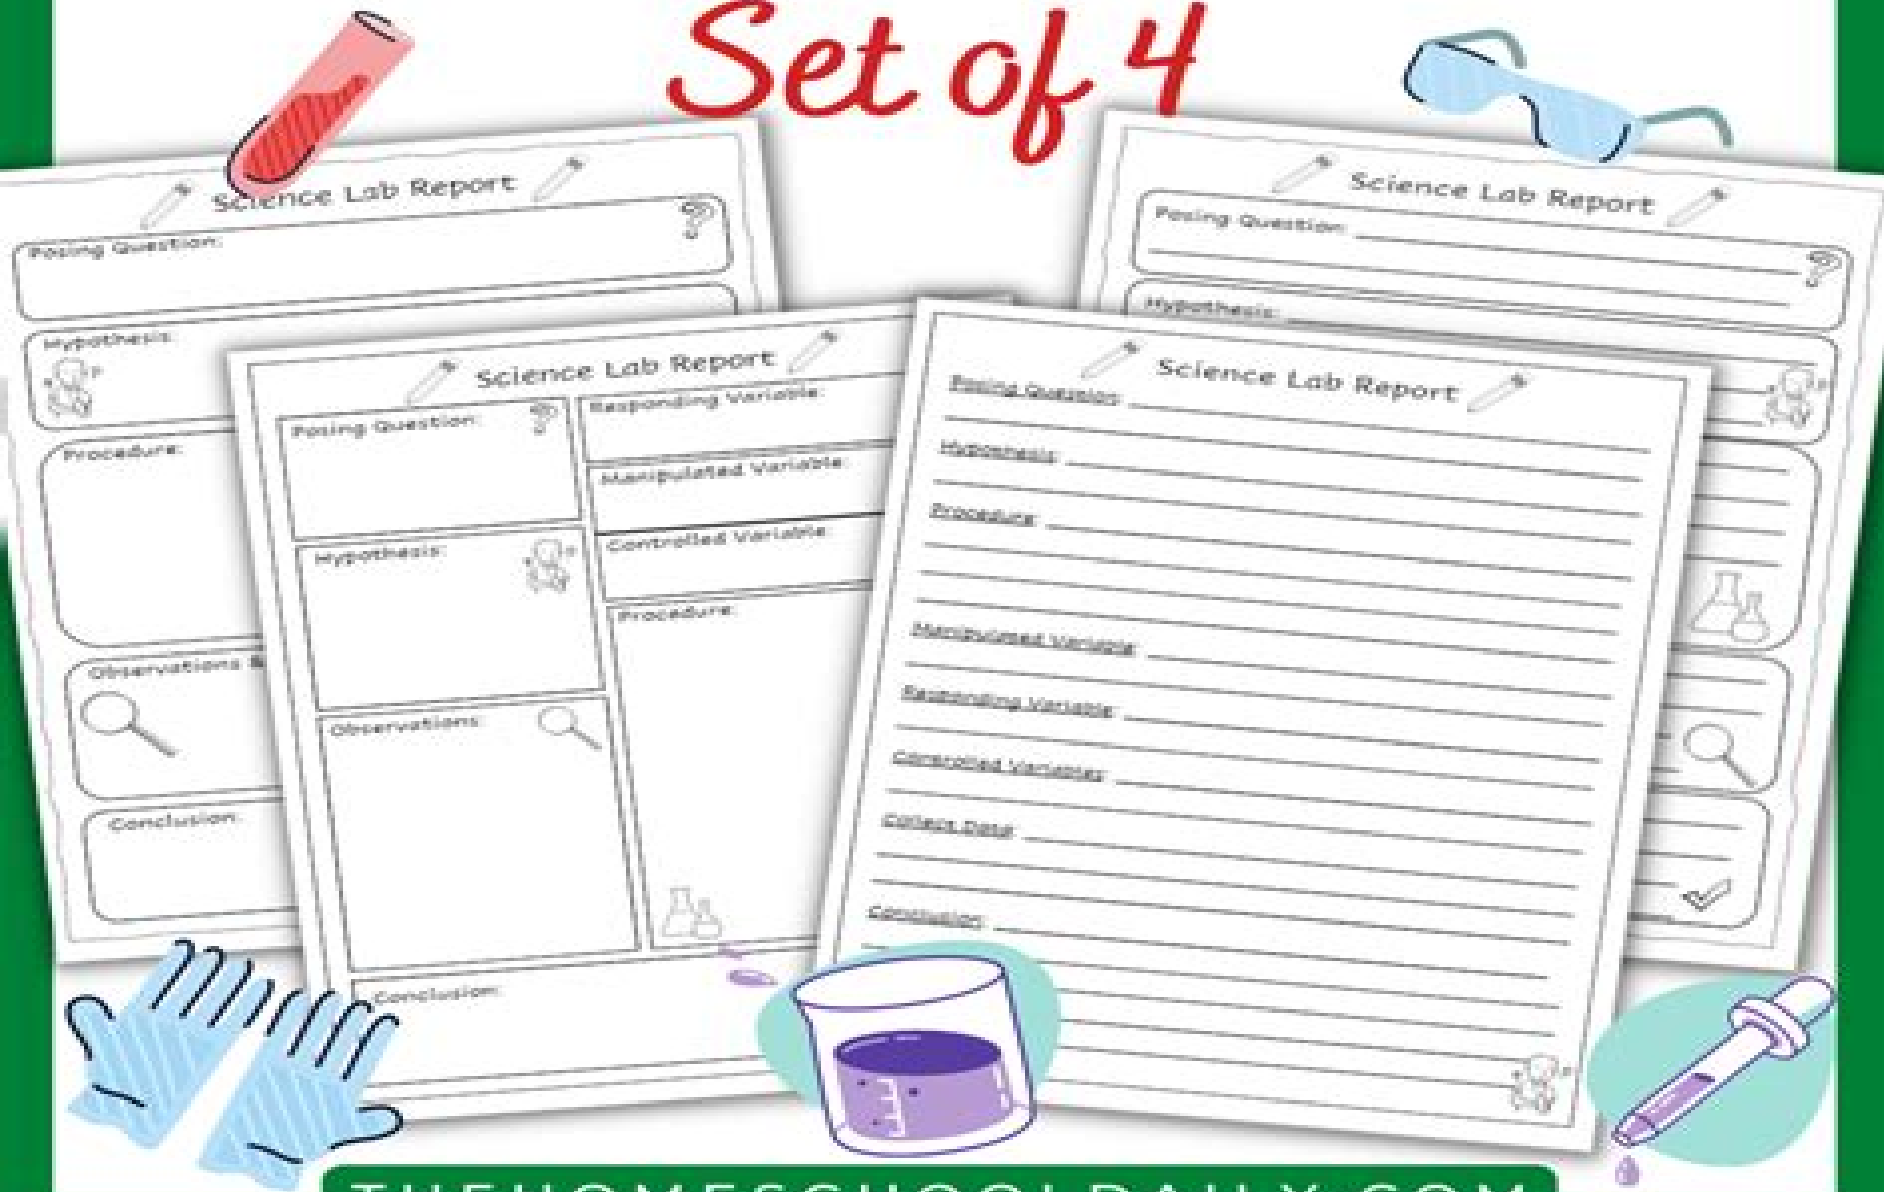 Set of 4
Science Lab Report
Posing Question:
Hypothesis:
Procedure:
Observations &
Conclusion:
Science Lab Report
Posing Question:
Hypothesis:
Science Lab Report
Posing Question:
Responding Variable:
Manipulated Variable:
Controlled Variable:
Hypothesis:
Procedure:
Observations:
Conclusion:
Science Lab Report
Posing Question:
Hypothesis:
Procedure:
Manipulated Variable:
Responding Variable:
Controlled Variables:
Collect Data:
Conclusion:
THEHOMESCHOOLDAILY.COM